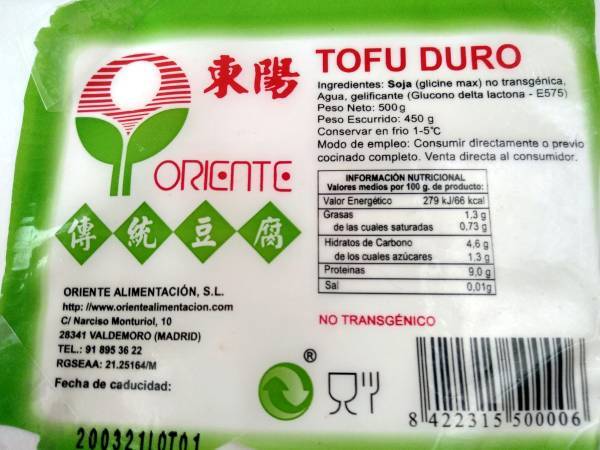 東陽
ORIENTE
傳統豆腐
TOFU DURO
Ingredientes: Soja (glicine max) no transgénica,
Agua, gelificante (Glucono delta lactona - E575)
Peso Neto: 500g
Peso Escurrido: 450 g
Conservar en frio 1-5°C
Modo de empleo: Consumir directamente o previo
cocinado completo. Venta directa al consumidor.
INFORMACIÓN NUTRICIONAL
Valores medios por 100 g. de producto:
Valor Energético 279 kJ/66 kcal
Grasas 1,3 g
de las cuales saturadas 0,73 g
Hidratos de Carbono 4,6 g
de los cuales azúcares 1,3 g
Proteinas 9,0 g
Sal 0,01g
NO TRANSGÉNICO
ORIENTE ALIMENTACIÓN, S.L.
http: //www.orientealimentacion.com
C/ Narciso Monturiol, 10
28341 VALDEMORO (MADRID)
TEL.: 91 895 36 22
RGSEAA: 21.25164/M
Fecha de caducidad:
200321L0T01
®
8 422315 500006